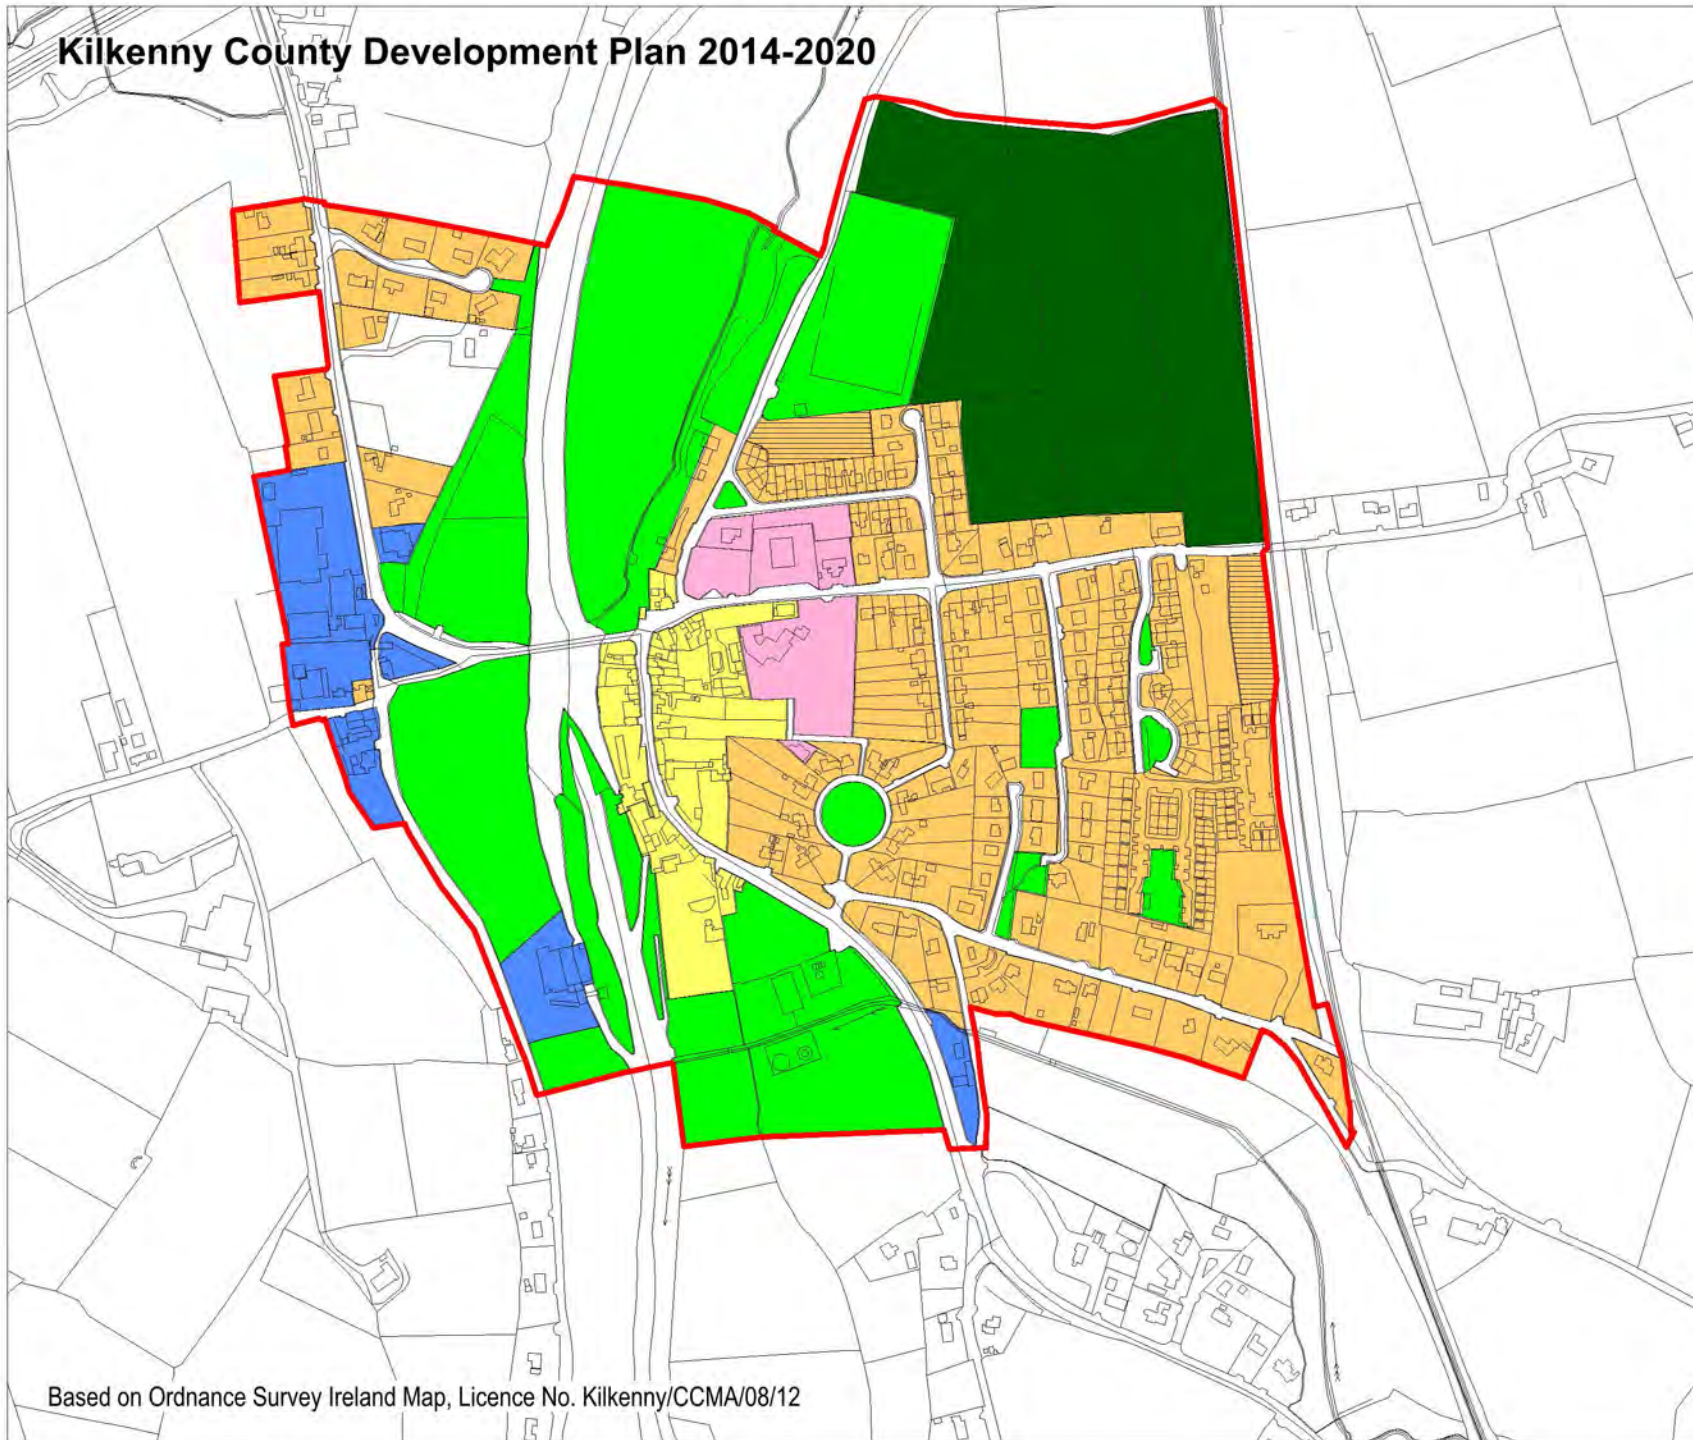 Kilkenny County Development Plan 2014-2020
Based on Ordnance Survey Ireland Map, Licence No. Kilkenny/CCMA/08/12